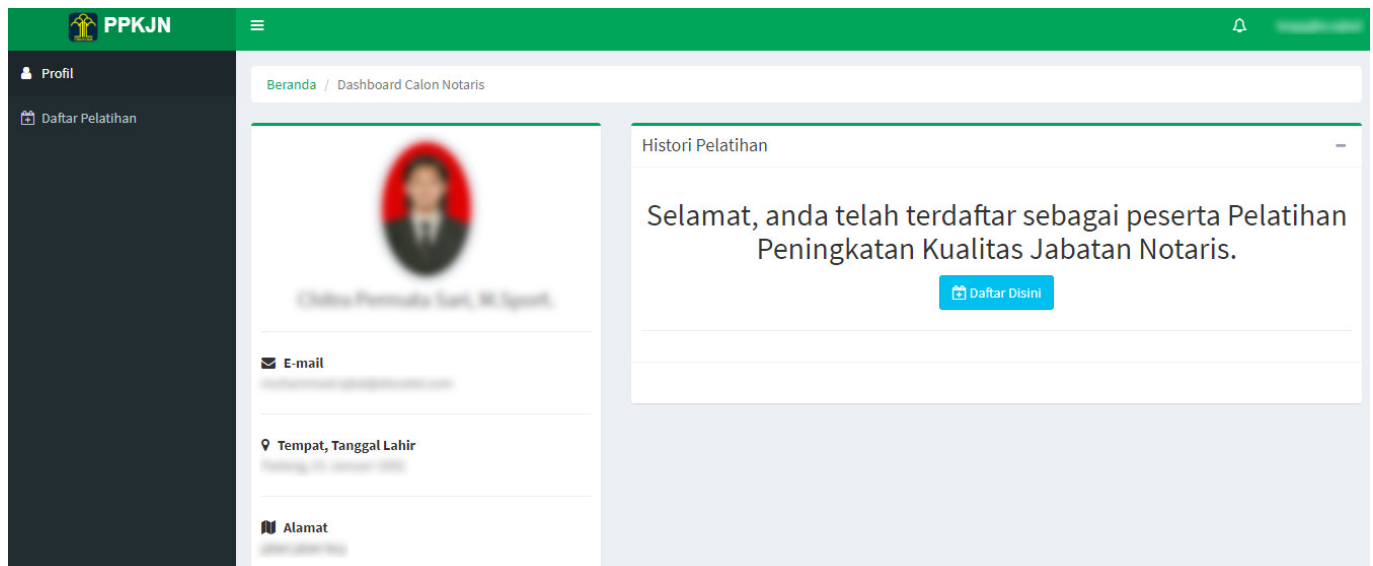 PPKJN
Profil
Daftar Pelatihan
Beranda / Dashboard Calon Notaris
E-mail
Tempat, Tanggal Lahir
Alamat
Histori Pelatihan
Selamat, anda telah terdaftar sebagai peserta Pelatihan
Peningkatan Kualitas Jabatan Notaris.
Daftar Disini